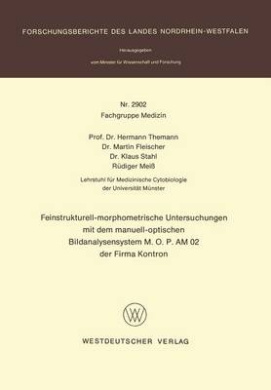 FORSCHUNGSBERICHTE DES LANDES NORDRHEIN-WESTFALEN
Herausgegeben
vom Minister für Wissenschaft und Forschung
Nr. 2902
Fachgruppe Medizin
Prof. Dr. Hermann Themann
Dr. Martin Fleischer
Dr. Klaus Stahl
Rüdiger Meiß
Lehrstuhl für Medicinische Cytobiologie
der Universität Münster
Feinstrukturell-morphometrische Untersuchungen
mit dem manuell-optischen
Bildanalysensystem M. O. P. AM 02
der Firma Kontron
WESTDEUTSCHER VERLAG